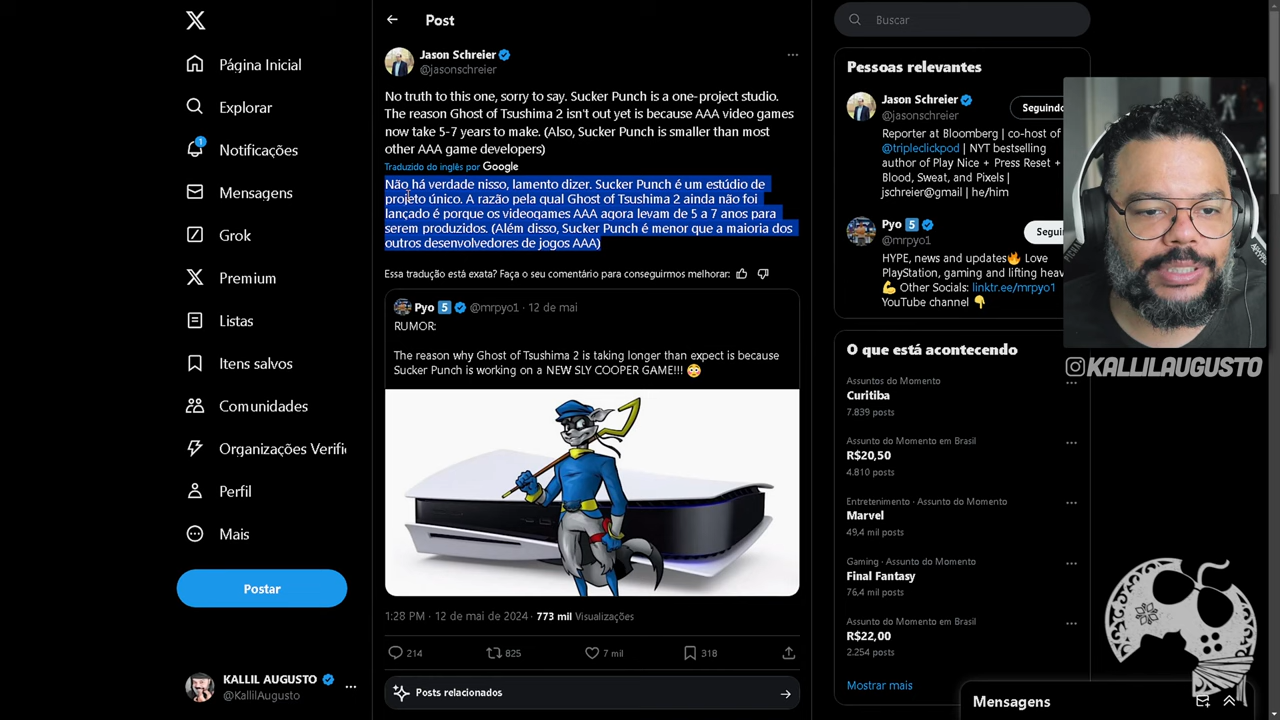 Página Inicial
Explorar
1
Notificações
Mensagens
Grok
Premium
Listas
Itens salvos
Comunidades
Organizações Verifi
Perfil
Mais
Postar
KALLIL AUGUSTO
@KallilAugusto
Post
Jason Schreier
@jasonschreier
No truth to this one, sorry to say. Sucker Punch is a one-project studio.
The reason Ghost of Tsushima 2 isn't out yet is because AAA video games
now take 5-7 years to make. (Also, Sucker Punch is smaller than most
other AAA game developers)
Traduzido do inglês por Google
Não há verdade nisso, lamento dizer. Sucker Punch é um estúdio de
projeto único. A razão pela qual Ghost of Tsushima 2 ainda não foi
lançado é porque os videogames AAA agora levam de 5 a 7 anos para
serem produzidos. (Além disso, Sucker Punch é menor que a maioria dos
outros desenvolvedores de jogos AAA)
Essa tradução está exata? Faça o seu comentário para conseguirmos melhorar:
Pyo 5 @mrpyo1 · 12 de mai
RUMOR:
The reason why Ghost of Tsushima 2 is taking longer than expect is because
Sucker Punch is working on a NEW SLY COOPER GAME!!! 😳
1:28 PM · 12 de mai de 2024 · 773 mil Visualizações
214 825 7 mil 318
Posts relacionados
Buscar
Pessoas relevantes
Jason Schreier
@jasonschreier
Seguindo
Reporter at Bloomberg | co-host of
@tripleclickpod | NYT bestselling
author of Play Nice + Press Reset +
Blood, Sweat, and Pixels |
jschreier@gmail | he/him
Pyo 5
@mrpyo1
Segui
HYPE, news and updates🔥 Love
PlayStation, gaming and lifting heav
💪 Other Socials: linktr.ee/mrpyo1
YouTube channel 👇
O que está acontecendo
Assuntos do Momento
Curitiba
7.839 posts
Assunto do Momento em Brasil
R$20,50
4.810 posts
Entretenimento · Assunto do Momento
Marvel
49,4 mil posts
Gaming · Assunto do Momento
Final Fantasy
76,4 mil posts
Assunto do Momento em Brasil
R$22,00
2.254 posts
Mostrar mais
Mensagens
@KALLILAUGUSTO